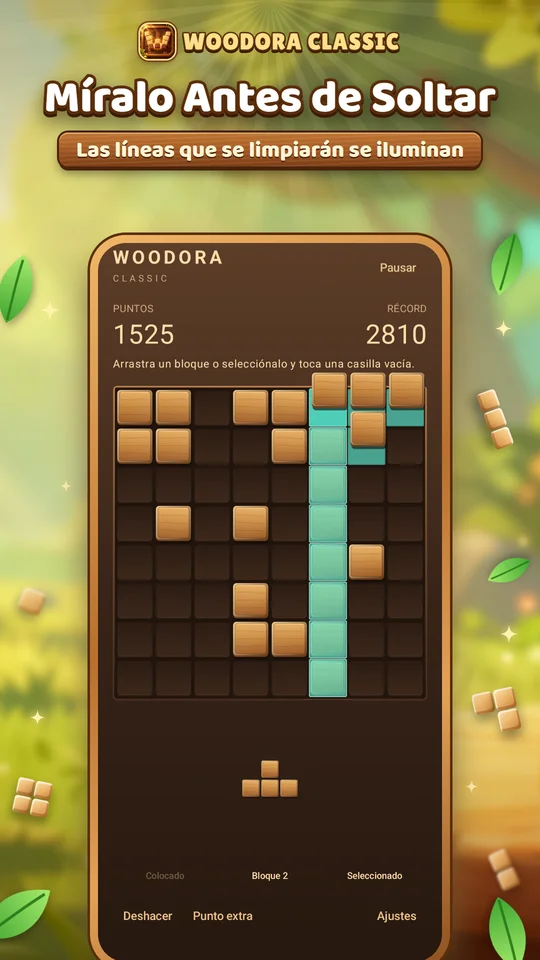 WOODORA CLASSIC
Míralo Antes de Soltar
Las líneas que se limpiarán se iluminan
WOODORA
CLASSIC
Pausar
PUNTOS
RÉCORD
1525
2810
Arrastra un bloque o selecciónalo y toca una casilla vacía.
Colocado
Bloque 2
Seleccionado
Deshacer
Punto extra
Ajustes